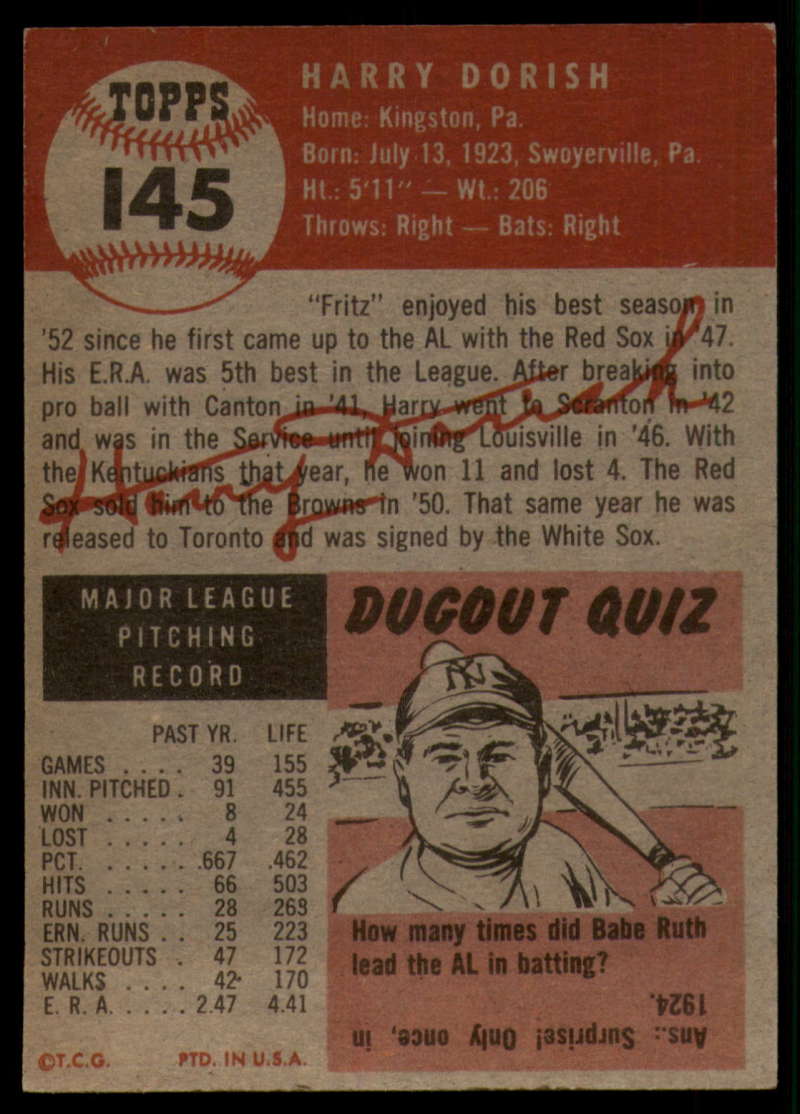 TOPPS
145
HARRY DORISH
Home: Kingston, Pa.
Born: July 13, 1923, Swoyerville, Pa.
Ht.: 5'11" — Wt.: 206
Throws: Right — Bats: Right
"Fritz" enjoyed his best season in
'52 since he first came up to the AL with the Red Sox in '47.
His E.R.A. was 5th best in the League. After breaking into
pro ball with Canton in '41, Harry went to Scranton in '42
and was in the Service until joining Louisville in '46. With
the Kentuckians that year, he won 11 and lost 4. The Red
Sox sold him to the Browns in '50. That same year he was
released to Toronto and was signed by the White Sox.
Harry Dorish
MAJOR LEAGUE
PITCHING
RECORD
PAST YR. LIFE
GAMES . . . . 39 155
INN. PITCHED . 91 455
WON . . . . . 8 24
LOST . . . . . 4 28
PCT. . . . . . .667 .462
HITS . . . . . 66 503
RUNS . . . . . 28 263
ERN. RUNS . . 25 223
STRIKEOUTS . 47 172
WALKS . . . . 42 170
E. R. A. . . . . 2.47 4.41
©T.C.G. PTD. IN U.S.A.
DUGOUT QUIZ
NY
How many times did Babe Ruth
lead the AL in batting?
Ans.: Surprise! Only once, in
1924.